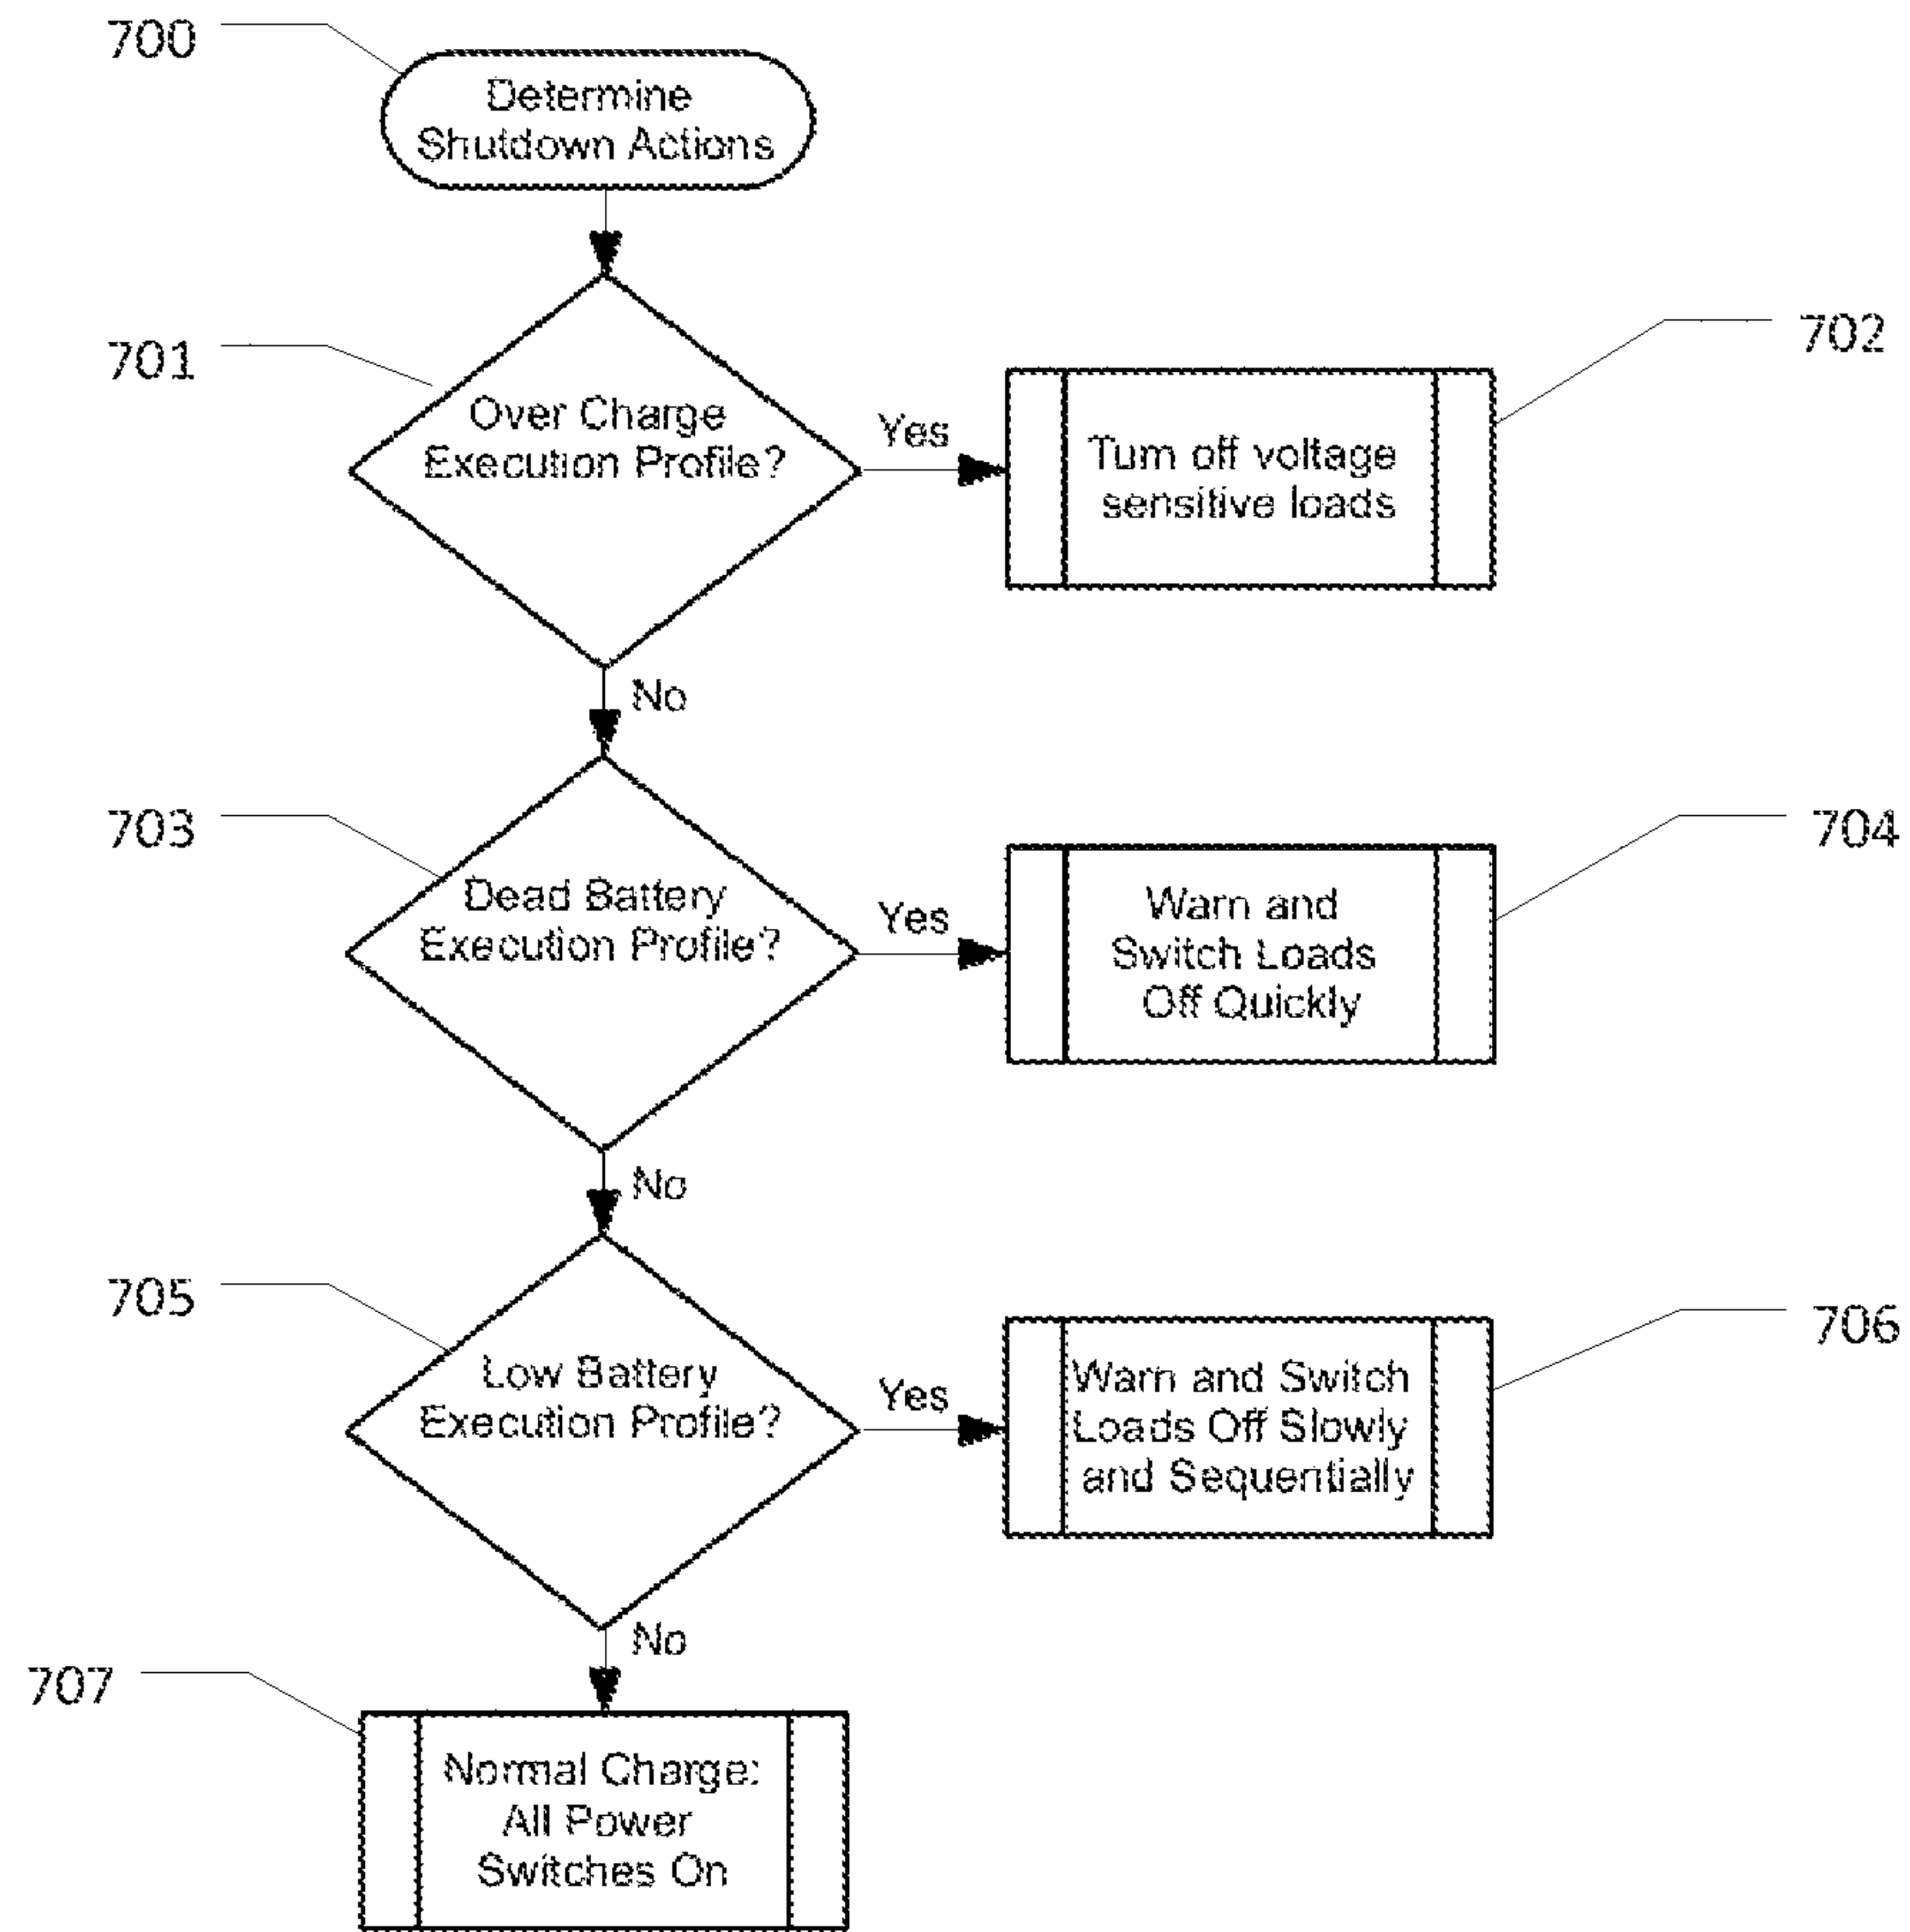 700
Determine
Shutdown Actions
701
Over Charge
Execution Profile?
Yes
702
Turn off voltage
sensitive loads
No
703
Dead Battery
Execution Profile?
Yes
704
Warn and
Switch Loads
Off Quickly
No
705
Low Battery
Execution Profile?
Yes
706
Warn and Switch
Loads Off Slowly
and Sequentially
No
707
Normal Charge:
All Power
Switches On